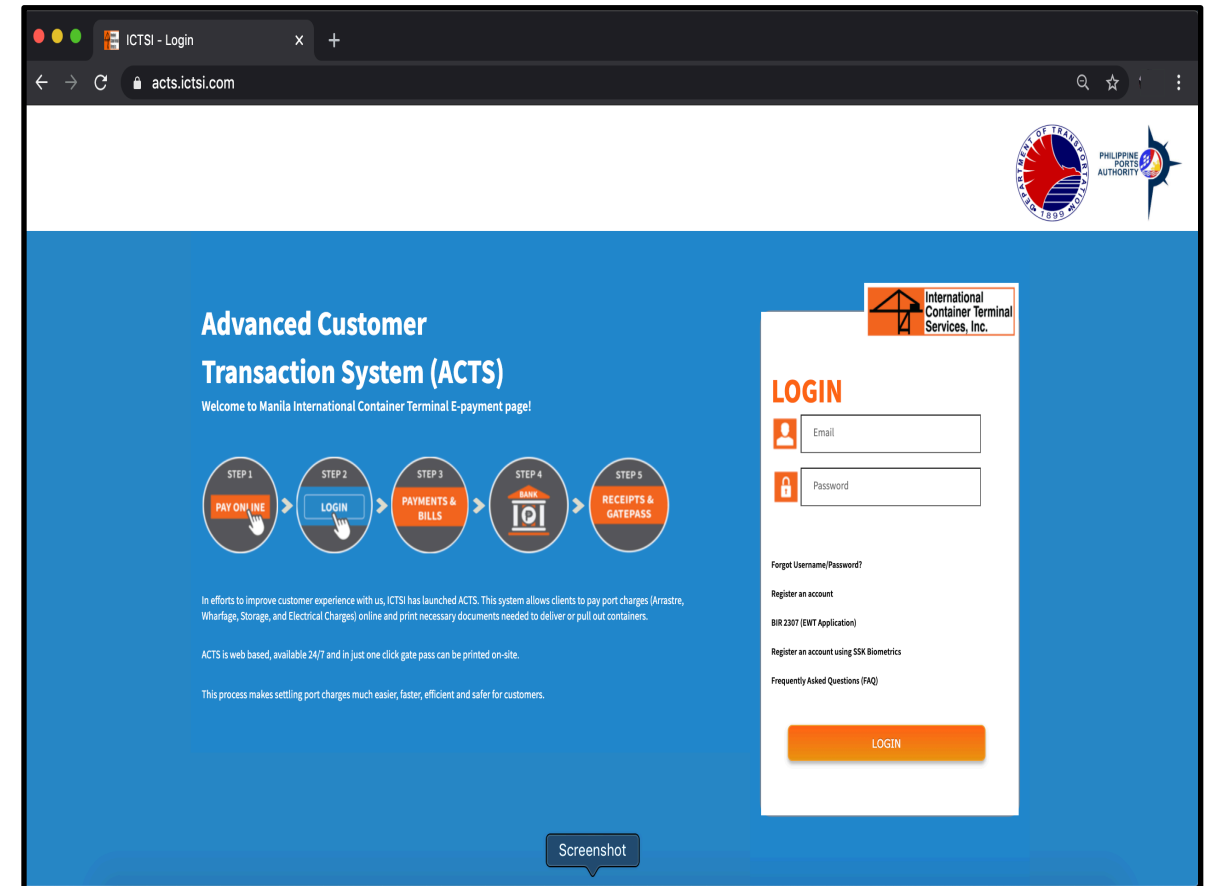 ICTSI - Login
acts.ictsi.com
DEPARTMENT OF TRANSPORTATION
1899
PHILIPPINE
PORTS
AUTHORITY
International
Container Terminal
Services, Inc.
Advanced Customer
Transaction System (ACTS)
Welcome to Manila International Container Terminal E-payment page!
STEP 1
PAY ONLINE
STEP 2
LOGIN
STEP 3
PAYMENTS &
BILLS
STEP 4
BANK
P
STEP 5
RECEIPTS &
GATEPASS
In efforts to improve customer experience with us, ICTSI has launched ACTS. This system allows clients to pay port charges (Arrastre,
Wharfage, Storage, and Electrical Charges) online and print necessary documents needed to deliver or pull out containers.
ACTS is web based, available 24/7 and in just one click gate pass can be printed on-site.
This process makes settling port charges much easier, faster, efficient and safer for customers.
LOGIN
Email
Password
Forgot Username/Password?
Register an account
BIR 2307 (EWT Application)
Register an account using SSK Biometrics
Frequently Asked Questions (FAQ)
LOGIN
Screenshot